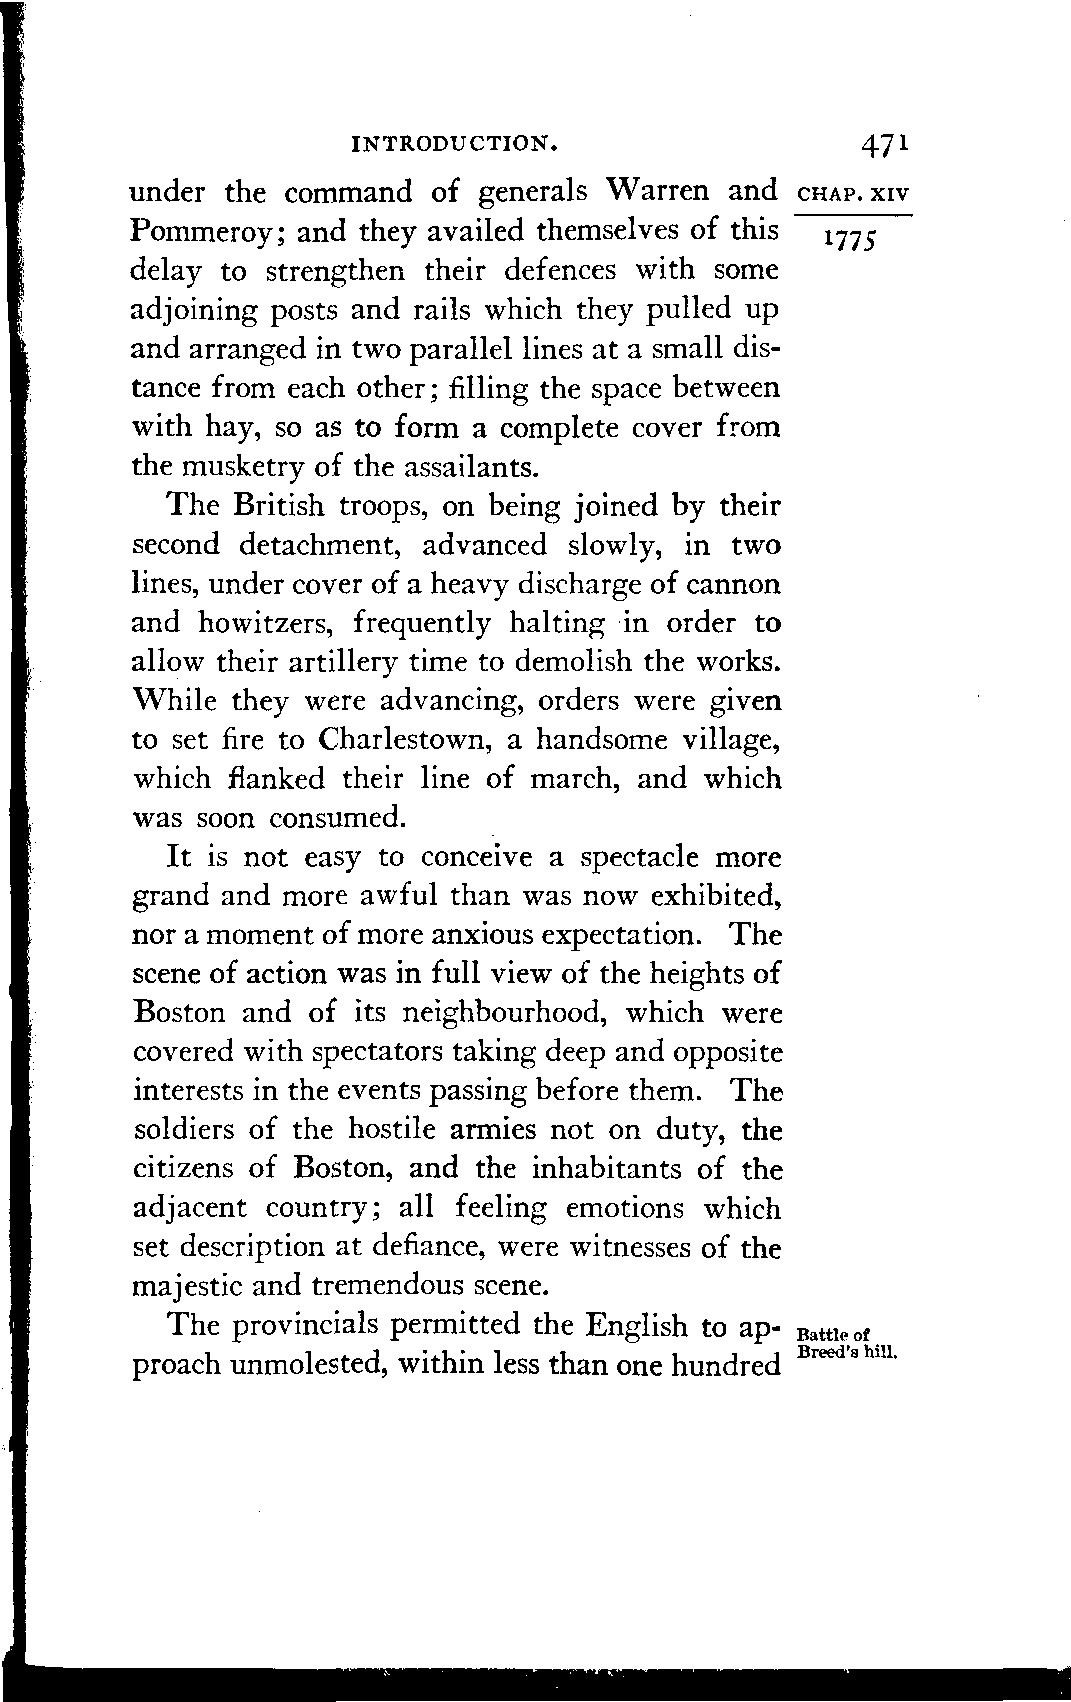 INTRODUCTION. 471
under the command of generals Warren and CHAP. XIV
Pommeroy; and they availed themselves of this 1775
delay to strengthen their defences with some
adjoining posts and rails which they pulled up
and arranged in two parallel lines at a small dis-
tance from each other; filling the space between
with hay, so as to form a complete cover from
the musketry of the assailants.
The British troops, on being joined by their
second detachment, advanced slowly, in two
lines, under cover of a heavy discharge of cannon
and howitzers, frequently halting in order to
allow their artillery time to demolish the works.
While they were advancing, orders were given
to set fire to Charlestown, a handsome village,
which flanked their line of march, and which
was soon consumed.
It is not easy to conceive a spectacle more
grand and more awful than was now exhibited,
nor a moment of more anxious expectation. The
scene of action was in full view of the heights of
Boston and of its neighbourhood, which were
covered with spectators taking deep and opposite
interests in the events passing before them. The
soldiers of the hostile armies not on duty, the
citizens of Boston, and the inhabitants of the
adjacent country; all feeling emotions which
set description at defiance, were witnesses of the
majestic and tremendous scene.
The provincials permitted the English to ap- Battle of
proach unmolested, within less than one hundred Breed's hill.